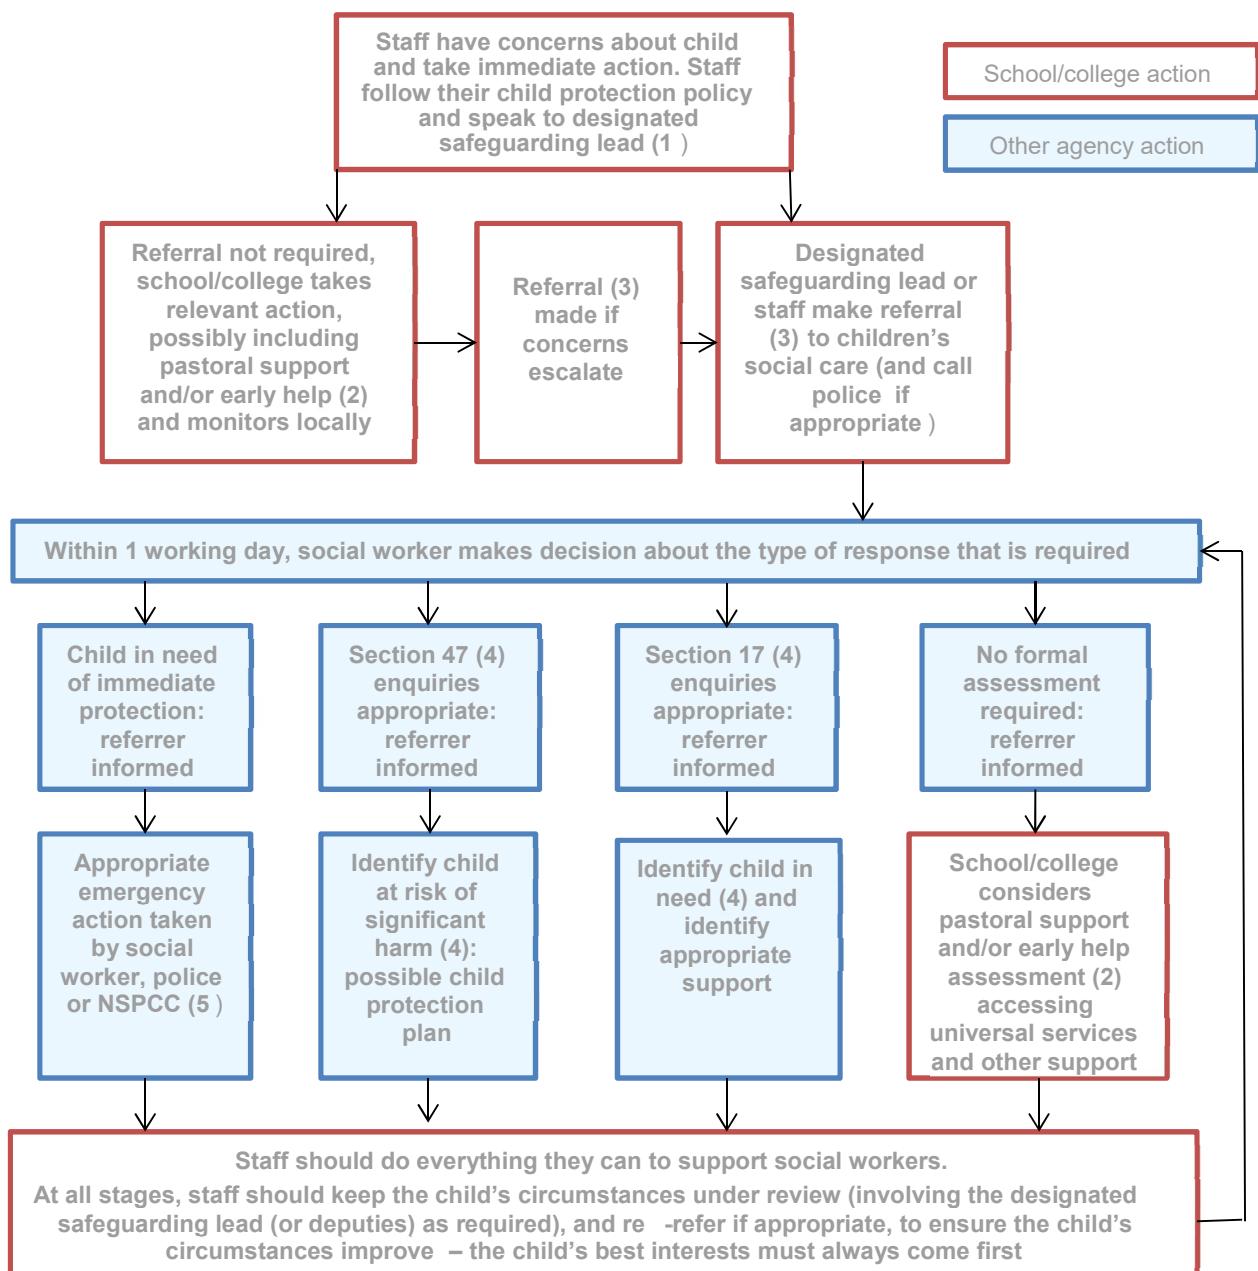 Staff have concerns about child
and take immediate action. Staff
follow their child protection policy
and speak to designated
safeguarding lead (1 )
School/college action
Other agency action
Referral not required,
school/college takes
relevant action,
possibly including
pastoral support
and/or early help (2)
and monitors locally
Referral (3)
made if
concerns
escalate
Designated
safeguarding lead or
staff make referral
(3) to children’s
social care (and call
police  if
appropriate )
Within 1 working day, social worker makes decision about the type of response that is required
Child in need
of immediate
protection:
referrer
informed
Section 47 (4)
enquiries
appropriate:
referrer
informed
Section 17 (4)
enquiries
appropriate:
referrer
informed
No formal
assessment
required:
referrer
informed
Appropriate
emergency
action taken
by social
worker, police
or NSPCC (5 )
Identify child
at risk of
significant
harm (4):
possible child
protection
plan
Identify child in
need (4) and
identify
appropriate
support
School/college
considers
pastoral support
and/or early help
assessment (2)
accessing
universal services
and other support
Staff should do everything they can to support social workers.
At all stages, staff should keep the child’s circumstances under review (involving the designated
safeguarding lead (or deputies) as required), and re  -refer if appropriate, to ensure the child’s
circumstances improve  – the child’s best interests must always come first